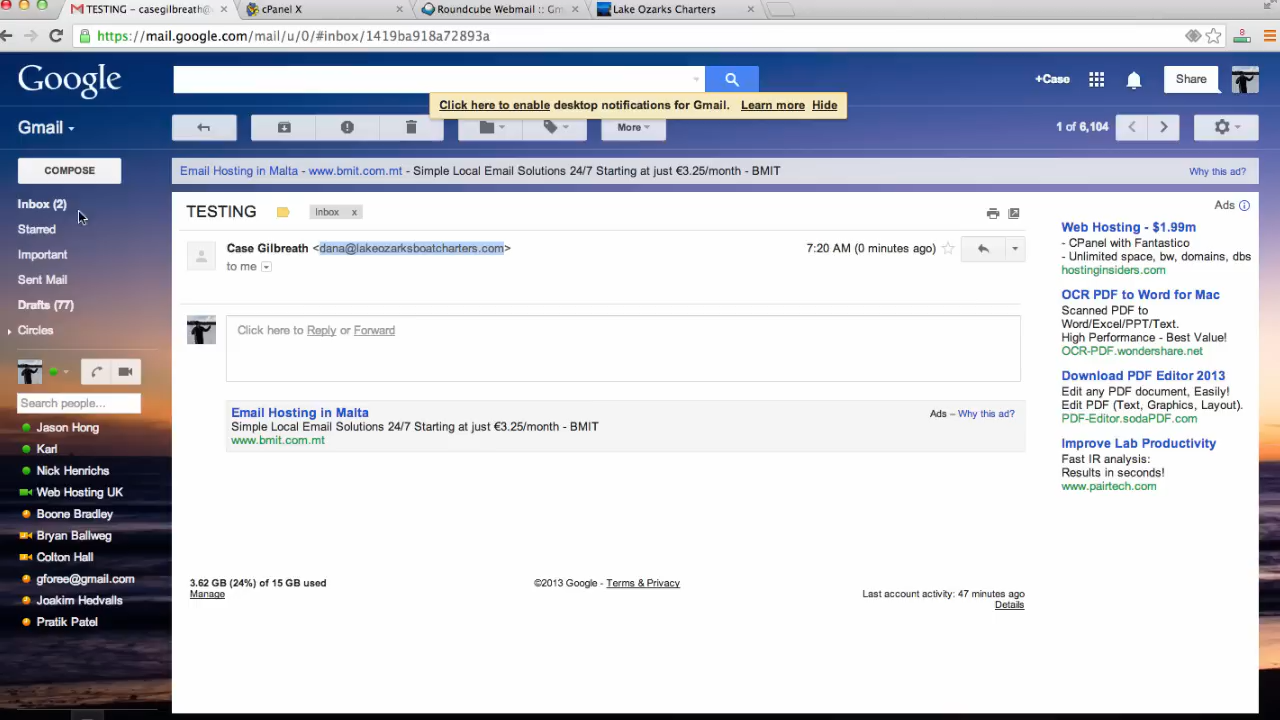 TESTING - casegilbreath@
cPanel X
Roundcube Webmail :: Gm
Lake Ozarks Charters
https://mail.google.com/mail/u/0/#inbox/1419ba918a72893a
Google
+Case
Share
Click here to enable desktop notifications for Gmail. Learn more Hide
Gmail
More
1 of 6,104
COMPOSE
Email Hosting in Malta - www.bmit.com.mt - Simple Local Email Solutions 24/7 Starting at just €3.25/month - BMIT
Why this ad?
Inbox (2)
Starred
Important
Sent Mail
Drafts (77)
Circles
Search people...
Jason Hong
Karl
Nick Henrichs
Web Hosting UK
Boone Bradley
Bryan Ballweg
Colton Hall
gforee@gmail.com
Joakim Hedvalls
Pratik Patel
TESTING
Inbox x
Case Gilbreath <dana@lakeozarksboatcharters.com>
7:20 AM (0 minutes ago)
to me
Click here to Reply or Forward
Email Hosting in Malta
Ads – Why this ad?
Simple Local Email Solutions 24/7 Starting at just €3.25/month - BMIT
www.bmit.com.mt
3.62 GB (24%) of 15 GB used
Manage
©2013 Google - Terms & Privacy
Last account activity: 47 minutes ago
Details
Ads
Web Hosting - $1.99m
- CPanel with Fantastico
- Unlimited space, bw, domains, dbs
hostinginsiders.com
OCR PDF to Word for Mac
Scanned PDF to
Word/Excel/PPT/Text.
High Performance - Best Value!
OCR-PDF.wondershare.net
Download PDF Editor 2013
Edit any PDF document, Easily!
Edit PDF (Text, Graphics, Layout).
PDF-Editor.sodaPDF.com
Improve Lab Productivity
Fast IR analysis:
Results in seconds!
www.pairtech.com